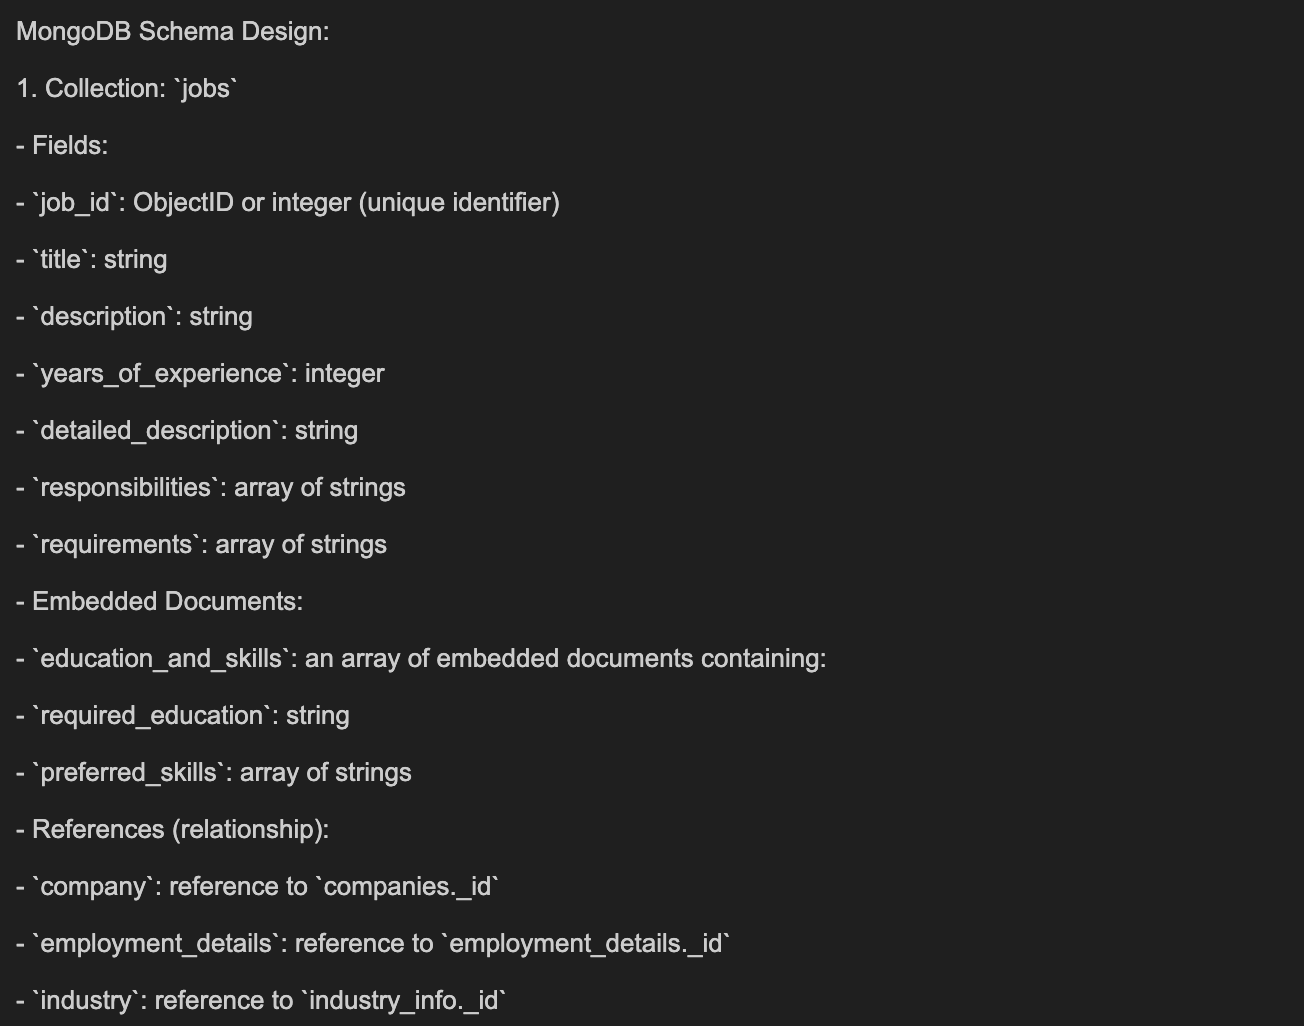 MongoDB Schema Design:
1. Collection: `jobs`
- Fields:
- `job_id`: ObjectID or integer (unique identifier)
- `title`: string
- `description`: string
- `years_of_experience`: integer
- `detailed_description`: string
- `responsibilities`: array of strings
- `requirements`: array of strings
- Embedded Documents:
- `education_and_skills`: an array of embedded documents containing:
- `required_education`: string
- `preferred_skills`: array of strings
- References (relationship):
- `company`: reference to `companies._id`
- `employment_details`: reference to `employment_details._id`
- `industry`: reference to `industry_info._id`